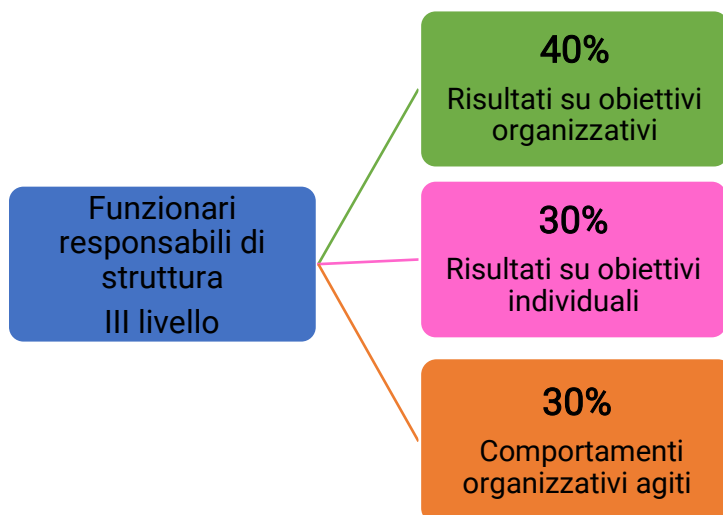 Funzionari
responsabili di
struttura
III livello
40%
Risultati su obiettivi
organizzativi
30%
Risultati su obiettivi
individuali
30%
Comportamenti
organizzativi agiti